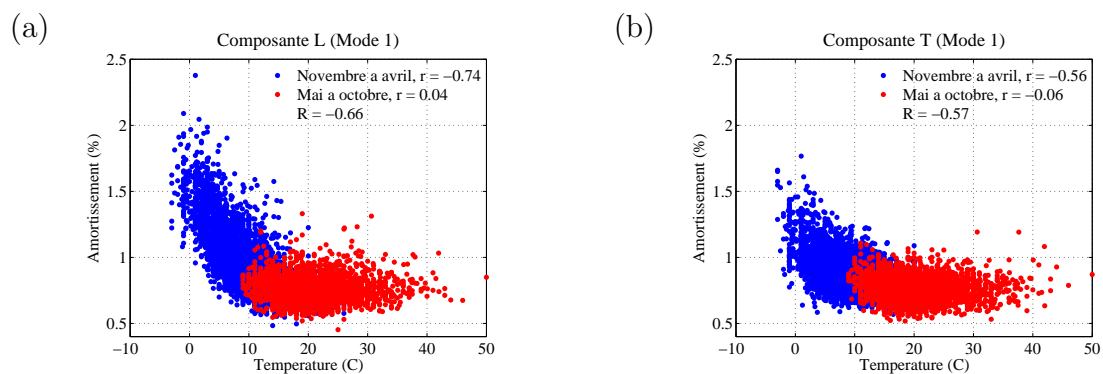 (a)
Composante L (Mode 1)
Novembre a avril, r = −0.74
Mai a octobre, r = 0.04
R = −0.66
2.5
2
1.5
1
0.5
Amortissement (%)
−10 0 10 20 30 40 50
Temperature (C)
(b)
Composante T (Mode 1)
Novembre a avril, r = −0.56
Mai a octobre, r = −0.06
R = −0.57
2.5
2
1.5
1
0.5
Amortissement (%)
−10 0 10 20 30 40 50
Temperature (C)